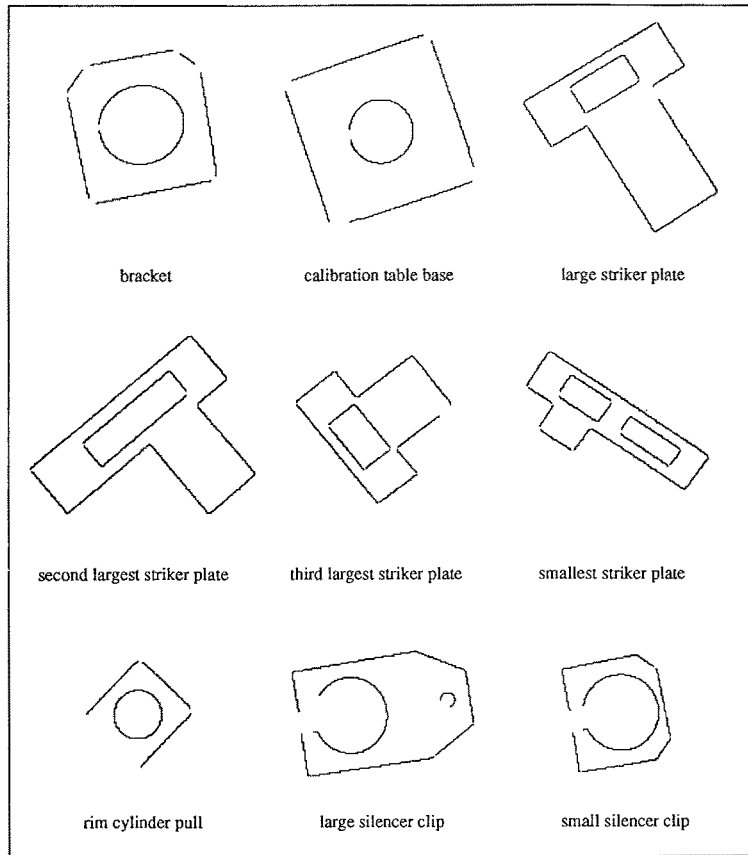 bracket
calibration table base
large striker plate
second largest striker plate
third largest striker plate
smallest striker plate
rim cylinder pull
large silencer clip
small silencer clip